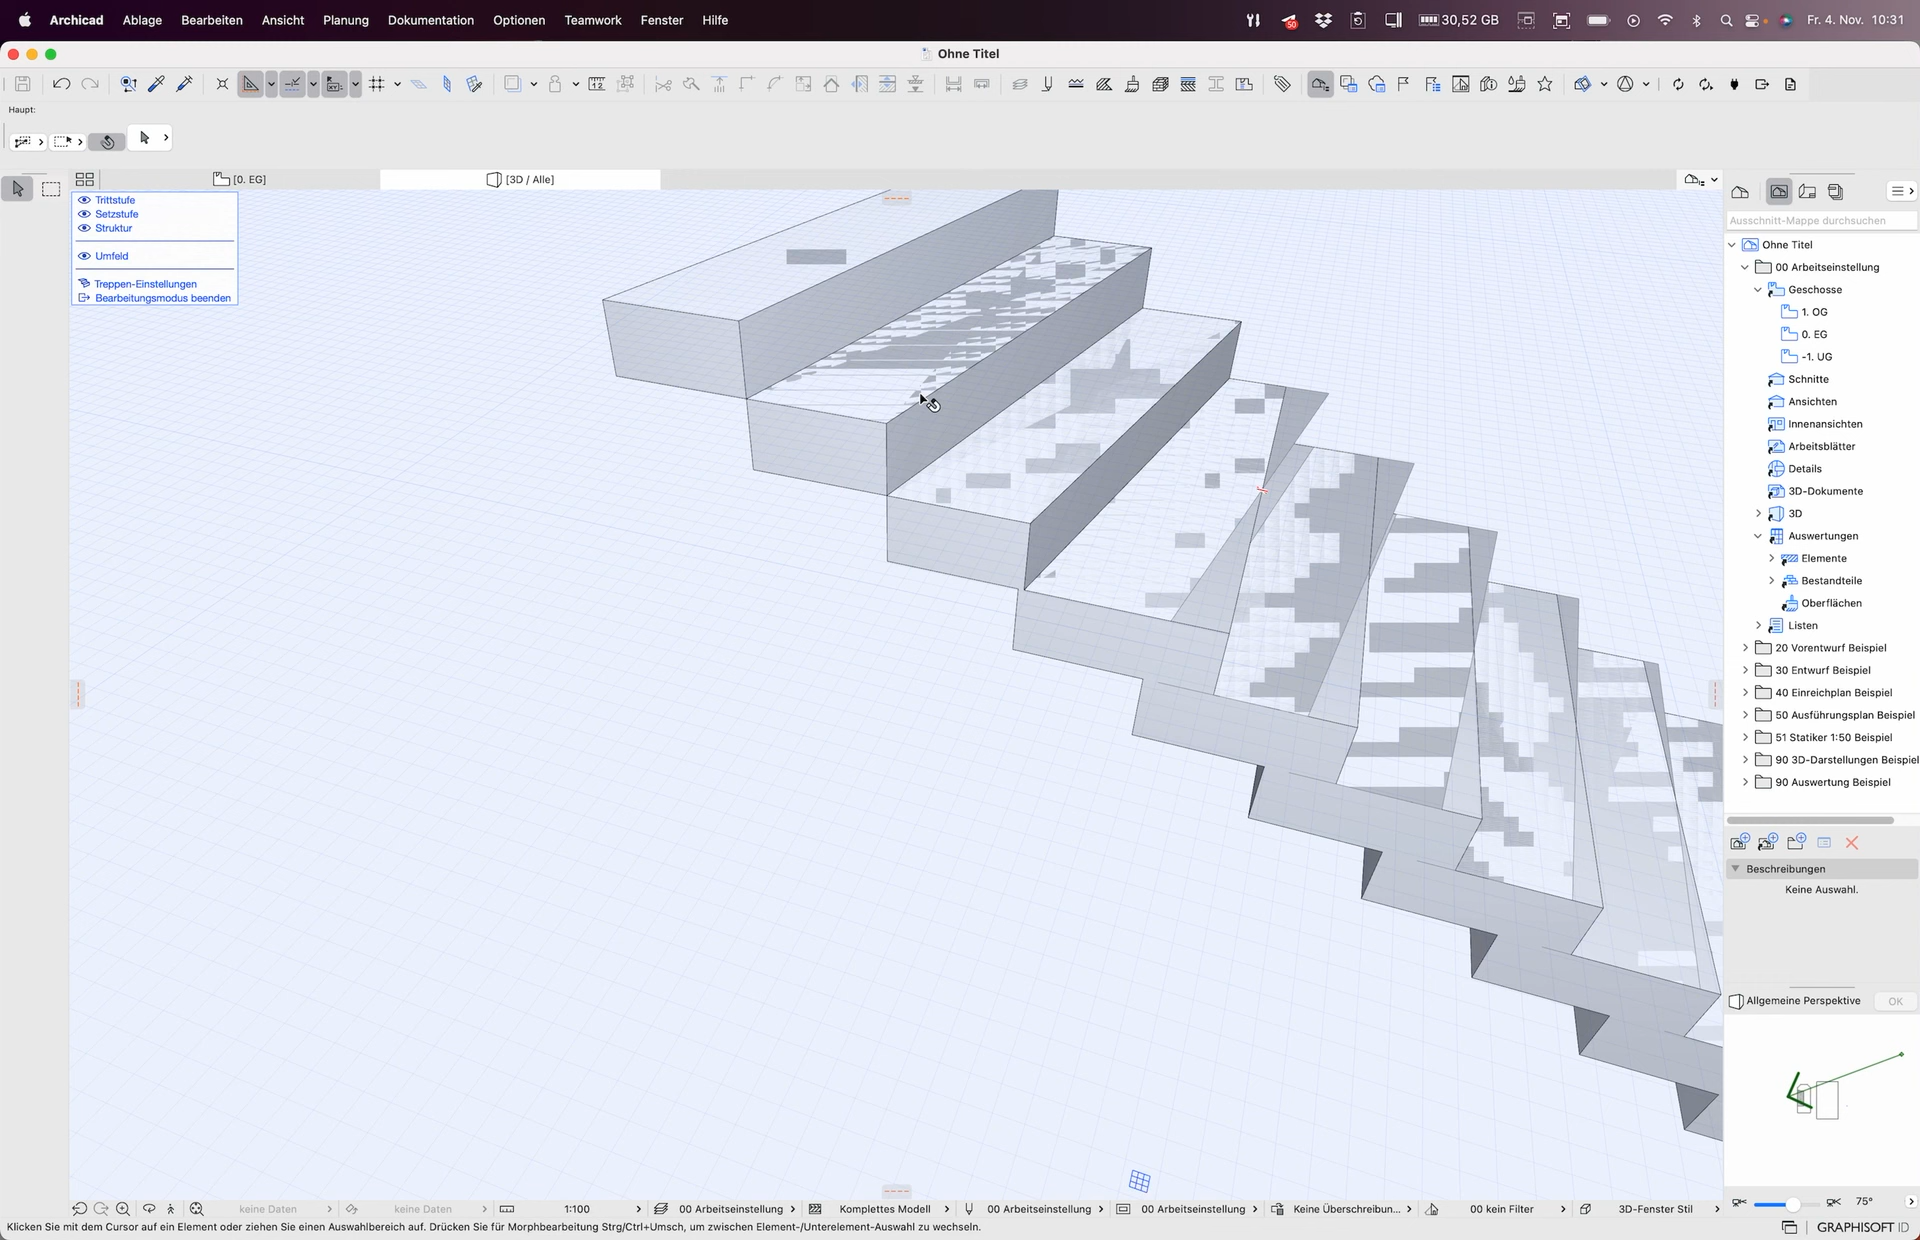 Archicad Ablage Bearbeiten Ansicht Planung Dokumentation Optionen Teamwork Fenster Hilfe 50 30,52 GB Fr. 4. Nov. 10:31
Ohne Titel
Haupt:
[0. EG] [3D / Alle]
Trittstufe
Setzstufe
Struktur
Umfeld
Treppen-Einstellungen
Bearbeitungsmodus beenden
Ausschnitt-Mappe durchsuchen
Ohne Titel
00 Arbeitseinstellung
Geschosse
1. OG
0. EG
-1. UG
Schnitte
Ansichten
Innenansichten
Arbeitsblätter
Details
3D-Dokumente
3D
Auswertungen
Elemente
Bestandteile
Oberflächen
Listen
20 Vorentwurf Beispiel
30 Entwurf Beispiel
40 Einreichplan Beispiel
50 Ausführungsplan Beispiel
51 Statiker 1:50 Beispiel
90 3D-Darstellungen Beispiel
90 Auswertung Beispiel
Beschreibungen
Keine Auswahl.
Allgemeine Perspektive OK
75°
keine Daten keine Daten 1:100 00 Arbeitseinstellung Komplettes Modell 00 Arbeitseinstellung 00 Arbeitseinstellung Keine Überschreibun... 00 kein Filter 3D-Fenster Stil
Klicken Sie mit dem Cursor auf ein Element oder ziehen Sie einen Auswahlbereich auf. Drücken Sie für Morphbearbeitung Strg/Ctrl+Umsch, um zwischen Element-/Unterelement-Auswahl zu wechseln.
GRAPHISOFT ID